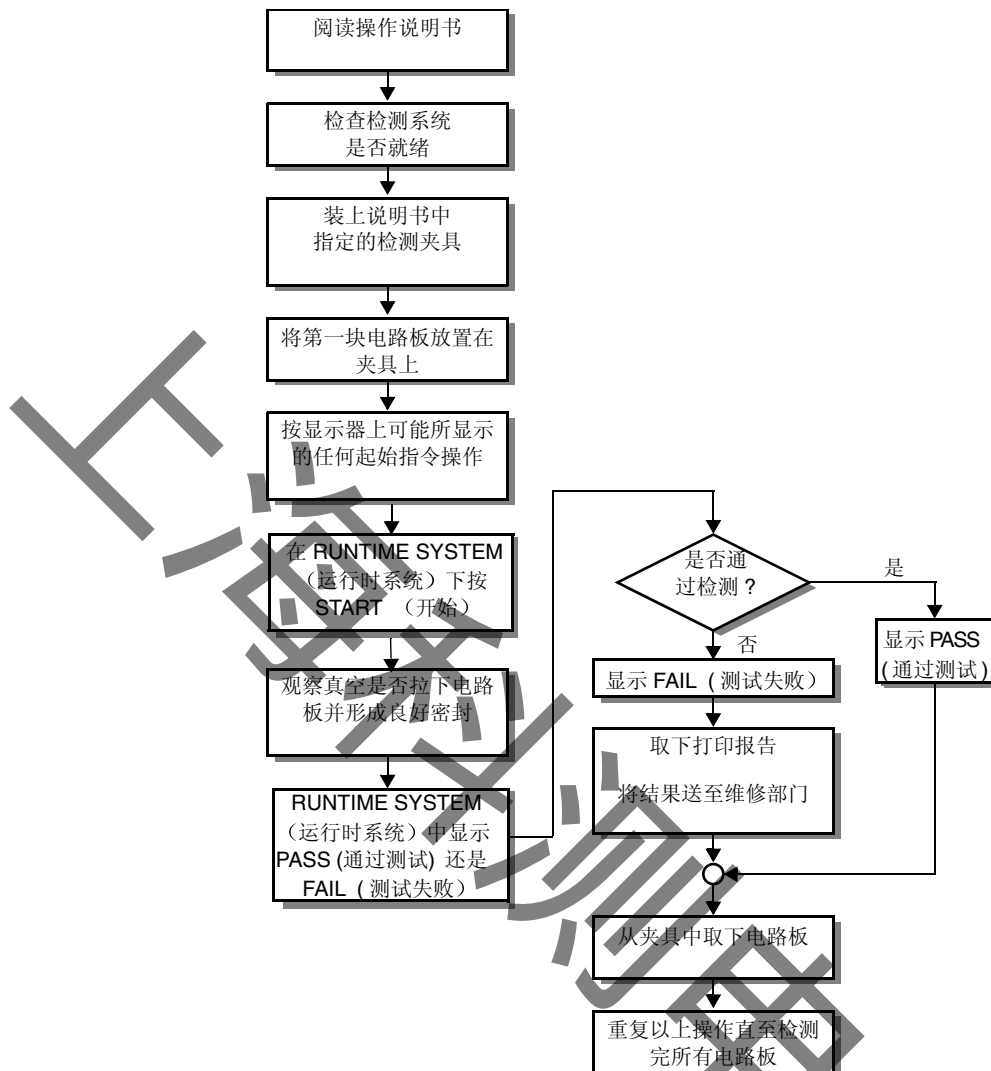 阅读操作说明书
检查检测系统
是否就绪
装上说明书中
指定的检测夹具
将第一块电路板放置在
夹具上
按显示器上可能所显示
的任何起始指令操作
在 RUNTIME SYSTEM
（运行时系统）下按
START （开始）
观察真空是否拉下电路
板并形成良好密封
RUNTIME SYSTEM
（运行时系统）中显示
PASS (通过测试) 还是
FAIL ( 测试失败）
是否通
过检测 ?
是
否
显示 PASS
( 通过测试 )
显示 FAIL ( 测试失败）
取下打印报告
将结果送至维修部门
从夹具中取下电路板
重复以上操作直至检测
完所有电路板
上海科测电